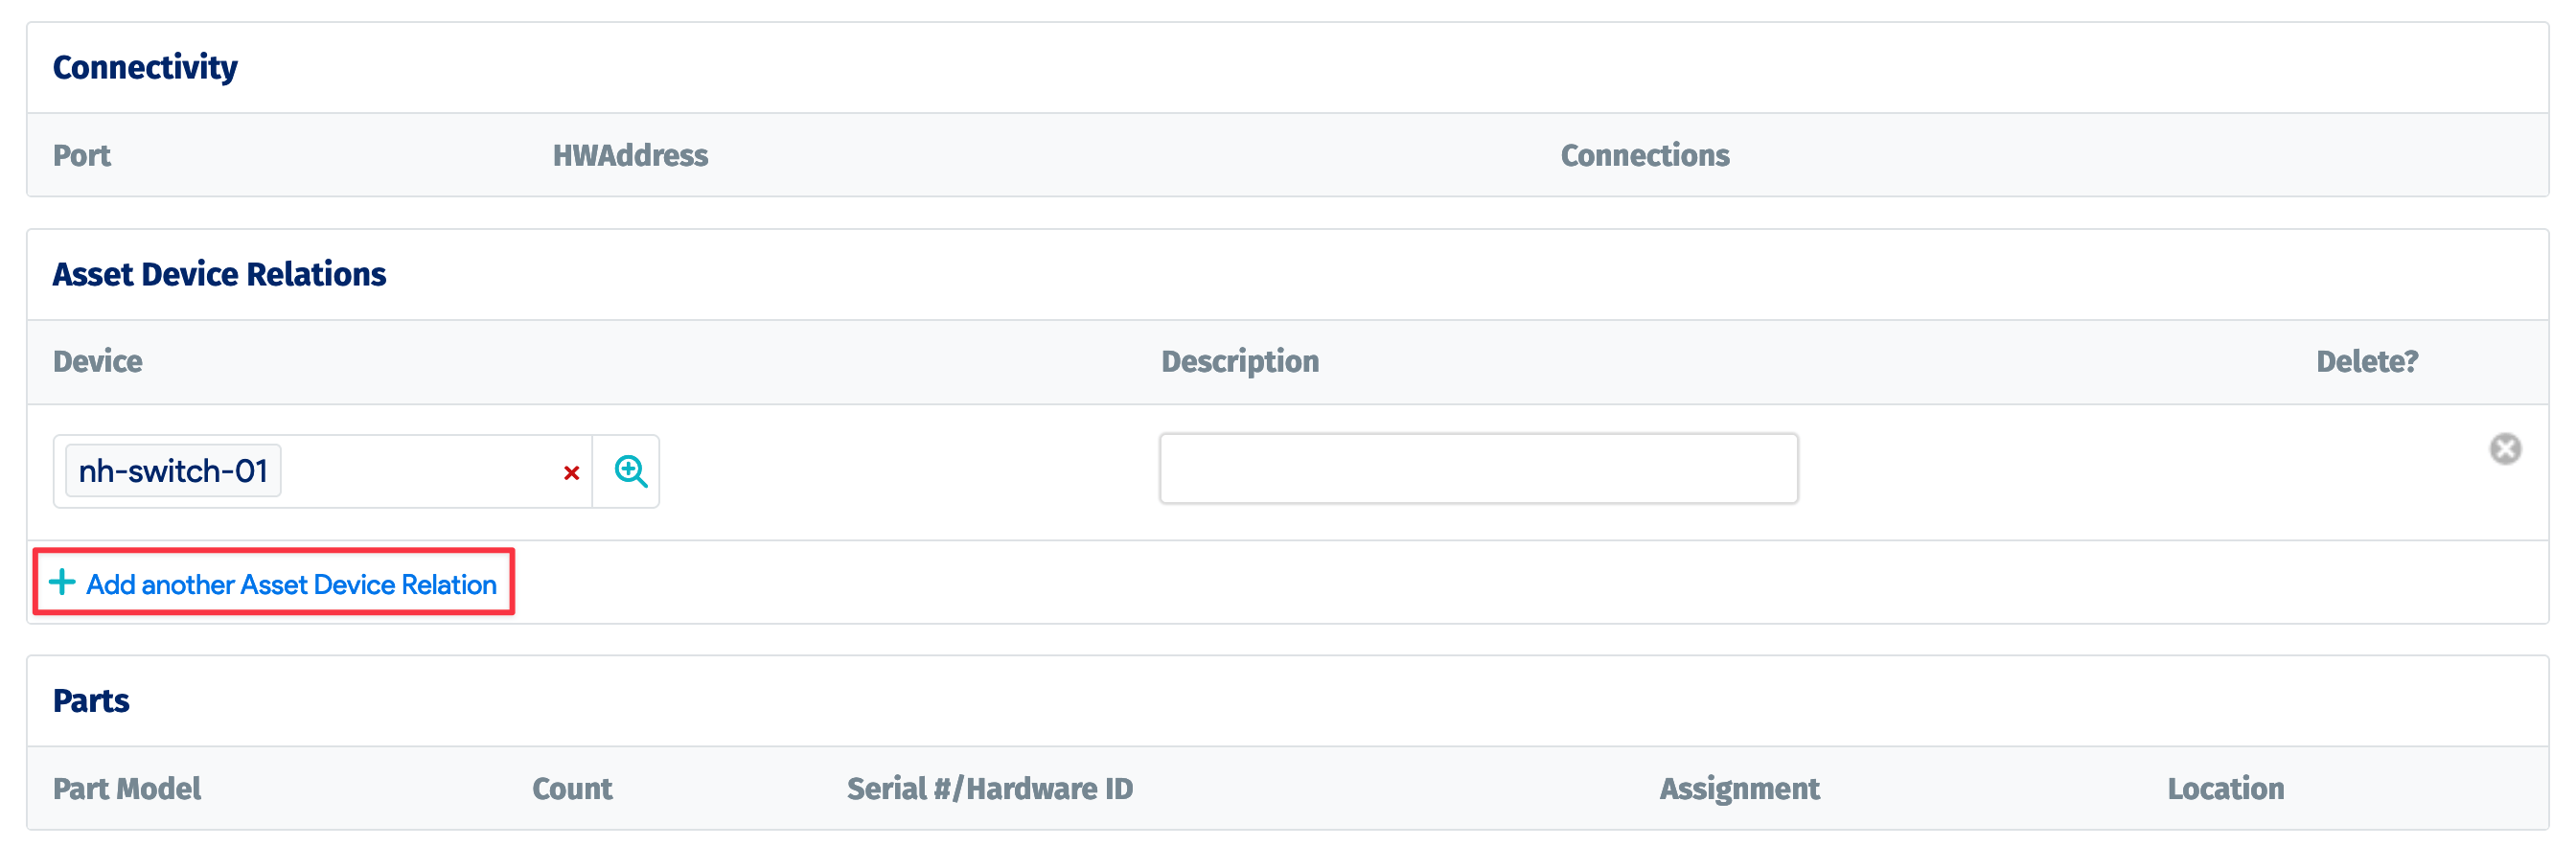 Connectivity
Port HWAddress Connections
Asset Device Relations
Device Description Delete?
nh-switch-01
Add another Asset Device Relation
Parts
Part Model Count Serial #/Hardware ID Assignment Location